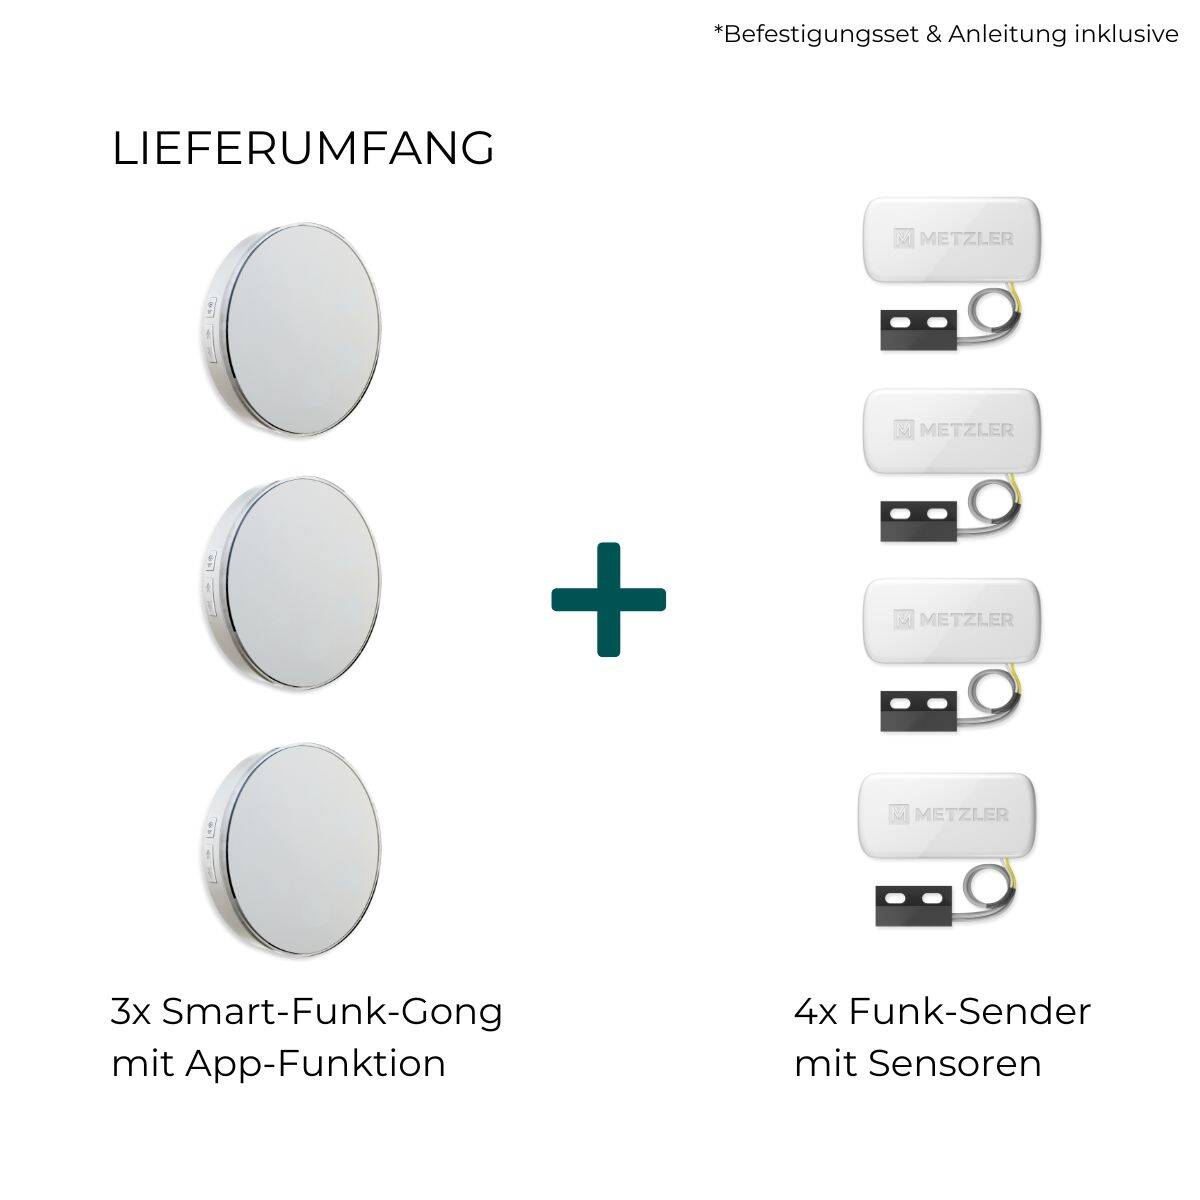 *Befestigungsset & Anleitung inklusive
LIEFERUMFANG
METZLER
METZLER
METZLER
METZLER
3x Smart-Funk-Gong
mit App-Funktion
4x Funk-Sender
mit Sensoren